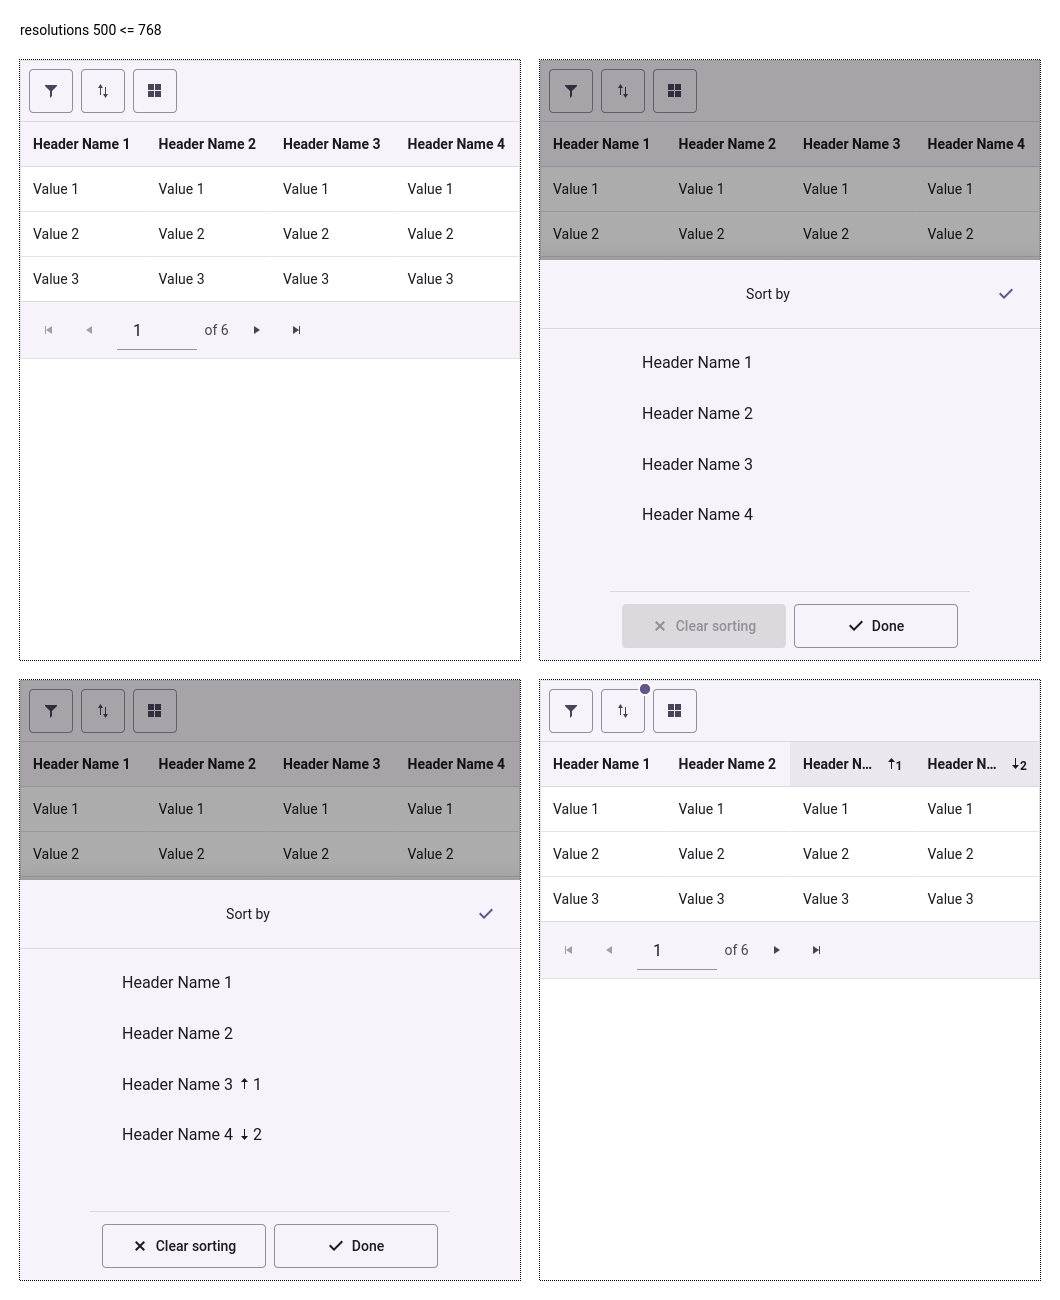 resolutions 500 <= 768
Header Name 1 Header Name 2 Header Name 3 Header Name 4
Value 1 Value 1 Value 1 Value 1
Value 2 Value 2 Value 2 Value 2
Value 3 Value 3 Value 3 Value 3
1 of 6
Header Name 1 Header Name 2 Header Name 3 Header Name 4
Value 1 Value 1 Value 1 Value 1
Value 2 Value 2 Value 2 Value 2
Sort by
Header Name 1
Header Name 2
Header Name 3
Header Name 4
Clear sorting Done
Header Name 1 Header Name 2 Header Name 3 Header Name 4
Value 1 Value 1 Value 1 Value 1
Value 2 Value 2 Value 2 Value 2
Sort by
Header Name 1
Header Name 2
Header Name 3 ↑ 1
Header Name 4 ↓ 2
Clear sorting Done
Header Name 1 Header Name 2 Header N... ↑1 Header N... ↓2
Value 1 Value 1 Value 1 Value 1
Value 2 Value 2 Value 2 Value 2
Value 3 Value 3 Value 3 Value 3
1 of 6